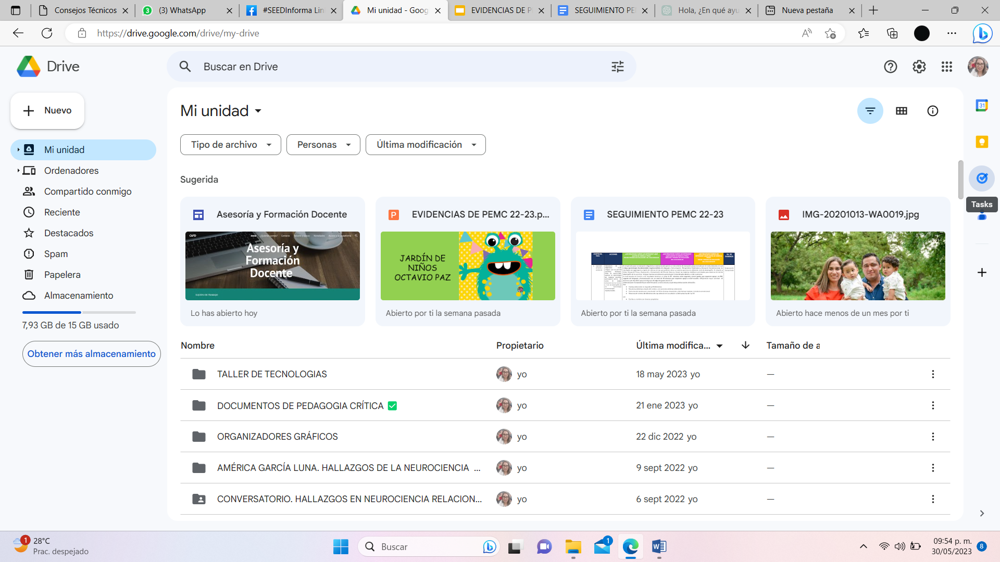 Consejos Técnicos
(3) WhatsApp
#SEEDInforma Lin
Mi unidad - Goog
EVIDENCIAS DE P
SEGUIMIENTO PE
Hola, ¿En qué ayu
Nueva pestaña
https://drive.google.com/drive/my-drive
Drive
Buscar en Drive
Nuevo
Mi unidad
Ordenadores
Compartido conmigo
Reciente
Destacados
Spam
Papelera
Almacenamiento
7,93 GB de 15 GB usado
Obtener más almacenamiento
Mi unidad
Tipo de archivo
Personas
Última modificación
Sugerida
Asesoría y Formación Docente
CAFD
Asesoría y
Formación
Docente
EQUIPO DE TRABAJO
Lo has abierto hoy
EVIDENCIAS DE PEMC 22-23.p...
JARDÍN DE
NIÑOS
OCTAVIO PAZ
Abierto por ti la semana pasada
SEGUIMIENTO PEMC 22-23
Abierto por ti la semana pasada
IMG-20201013-WA0019.jpg
Abierto hace menos de un mes por ti
31
Tasks
Nombre Propietario Última modifica... Tamaño de a
TALLER DE TECNOLOGIAS yo 18 may 2023 yo —
DOCUMENTOS DE PEDAGOGIA CRÍTICA ✅ yo 21 ene 2023 yo —
ORGANIZADORES GRÁFICOS yo 22 dic 2022 yo —
AMÉRICA GARCÍA LUNA. HALLAZGOS DE LA NEUROCIENCIA ... yo 9 sept 2022 yo —
CONVERSATORIO. HALLAZGOS EN NEUROCIENCIA RELACION... yo 6 sept 2022 yo —
1
28°C
Prac. despejado
Buscar
1
09:54 p. m.
30/05/2023
8